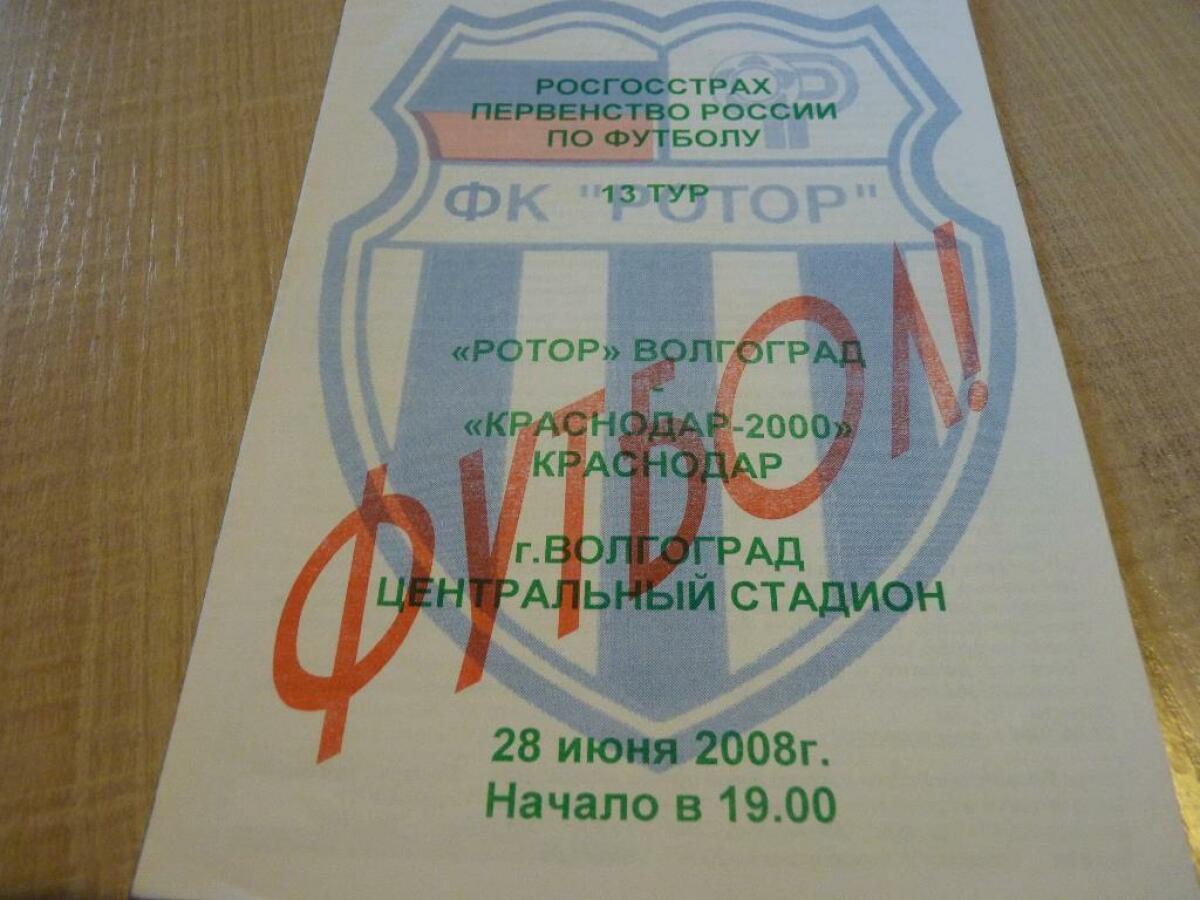 РОСГОССТРАХ
ПЕРВЕНСТВО РОССИИ
ПО ФУТБОЛУ
13 ТУР
ФК "РОТОР"
«РОТОР» ВОЛГОГРАД
-
«КРАСНОДАР-2000»
КРАСНОДАР
ФУТБОЛ!
г.ВОЛГОГРАД
ЦЕНТРАЛЬНЫЙ СТАДИОН
28 июня 2008г.
Начало в 19.00